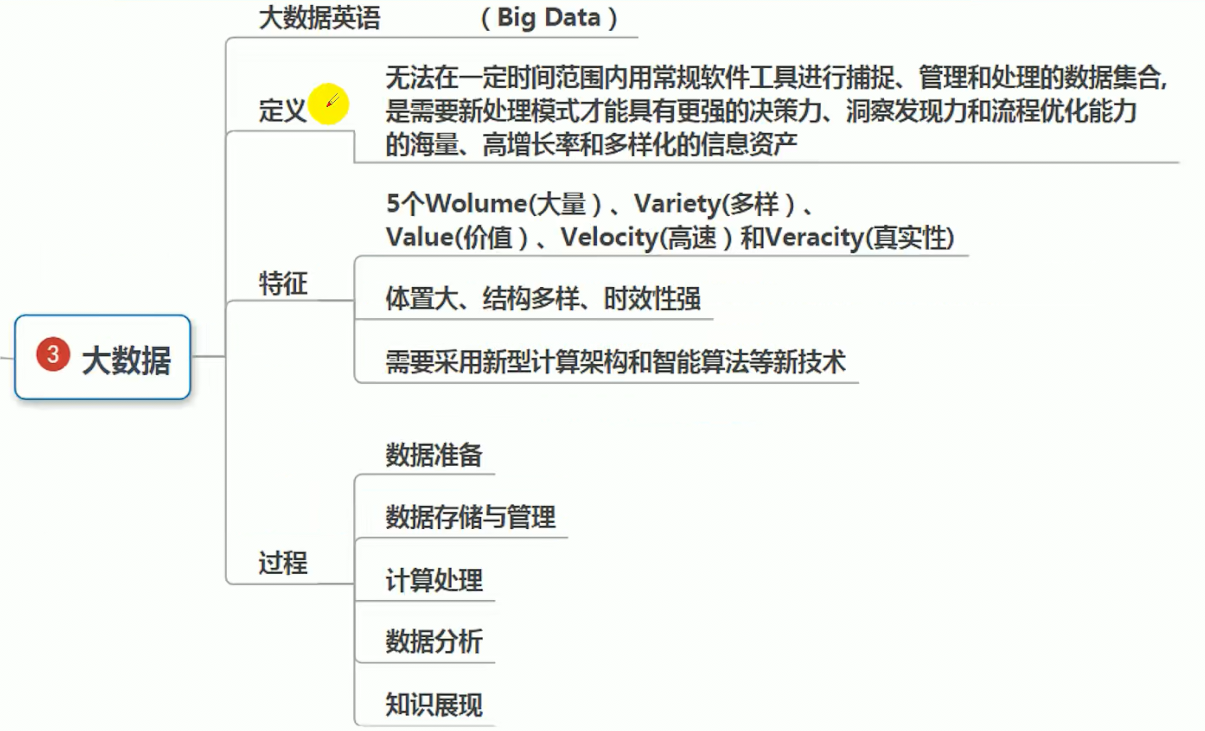 大数据英语 （Big Data）
定义
无法在一定时间范围内用常规软件工具进行捕捉、管理和处理的数据集合,
是需要新处理模式才能具有更强的决策力、洞察发现力和流程优化能力
的海量、高增长率和多样化的信息资产
5个Wolume(大量）、Variety(多样）、
Value(价值）、Velocity(高速）和Veracity(真实性)
特征
体置大、结构多样、时效性强
需要采用新型计算架构和智能算法等新技术
3 大数据
数据准备
数据存储与管理
过程
计算处理
数据分析
知识展现